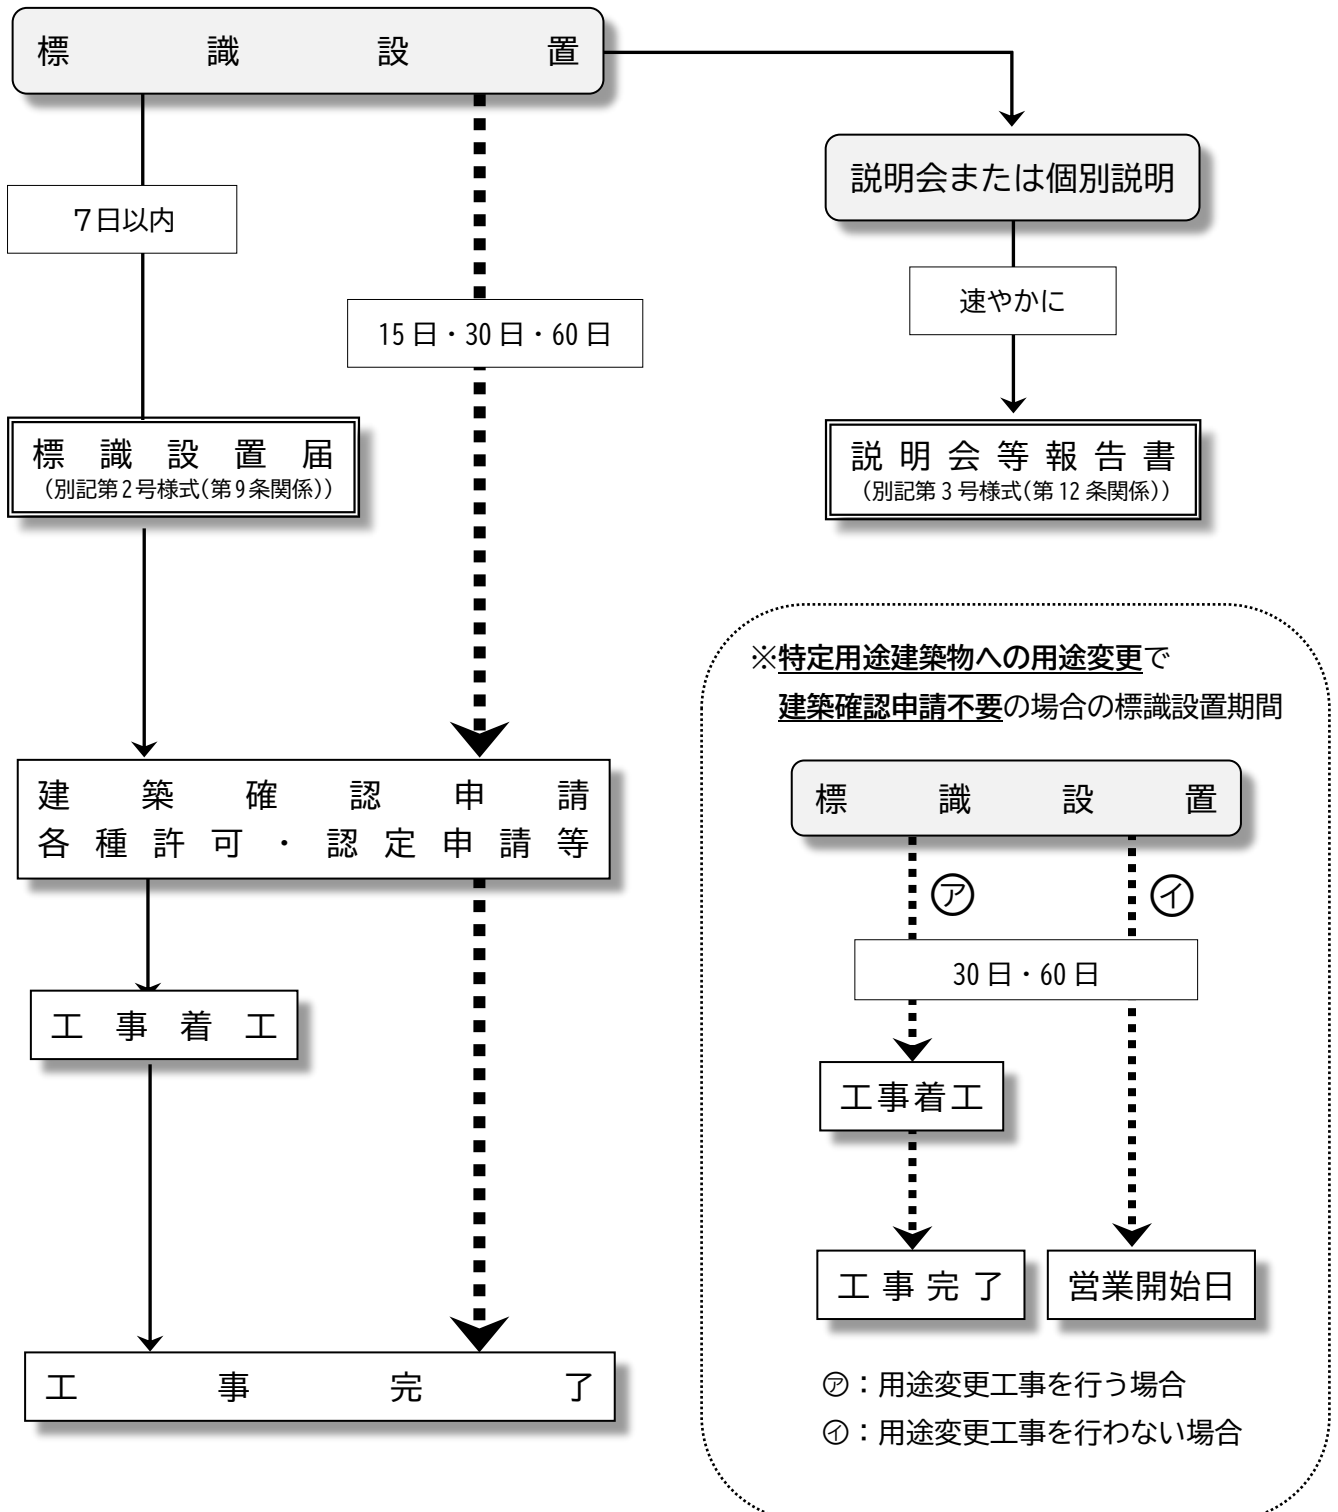 標識設置
7日以内
15日・30日・60日
標識設置届
(別記第2号様式(第9条関係))
建築確認申請
各種許可・認定申請等
工事着工
工事完了
説明会または個別説明
速やかに
説明会等報告書
(別記第3号様式(第12条関係))
※特定用途建築物への用途変更で
建築確認申請不要の場合の標識設置期間
標識設置
㋐
㋑
30日・60日
工事着工
工事完了
営業開始日
㋐:用途変更工事を行う場合
㋑:用途変更工事を行わない場合